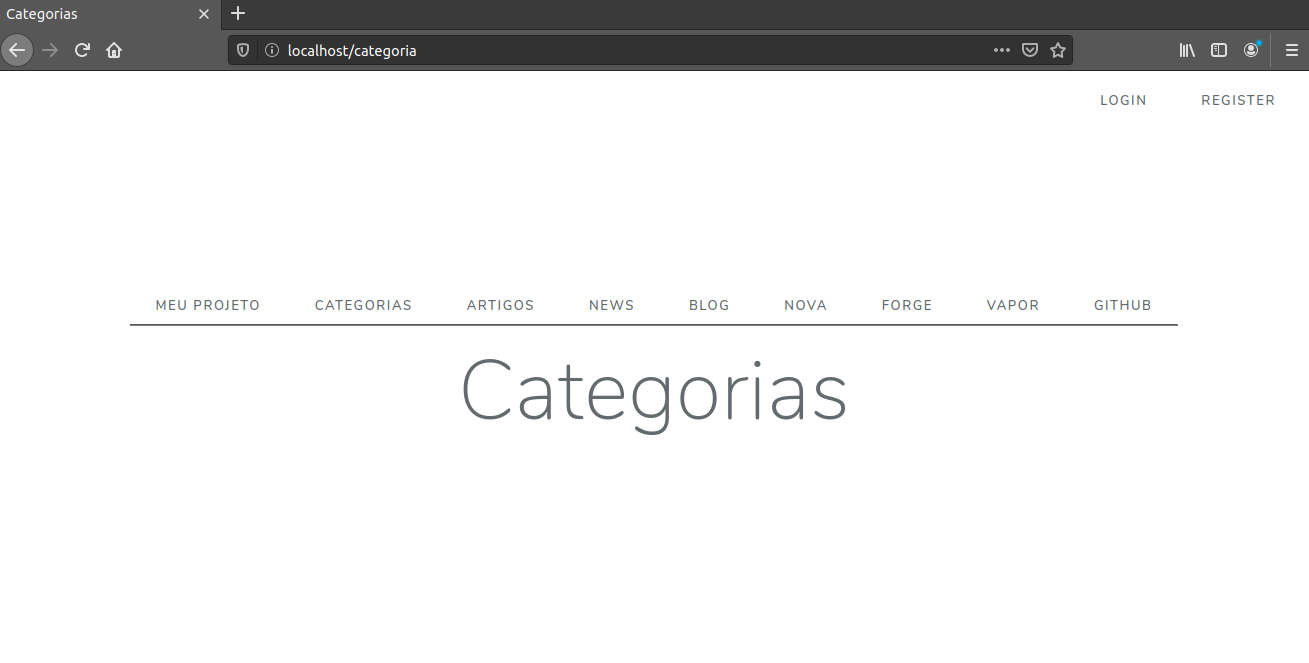 Categorias
localhost/categoria
LOGIN REGISTER
MEU PROJETO CATEGORIAS ARTIGOS NEWS BLOG NOVA FORGE VAPOR GITHUB
Categorias